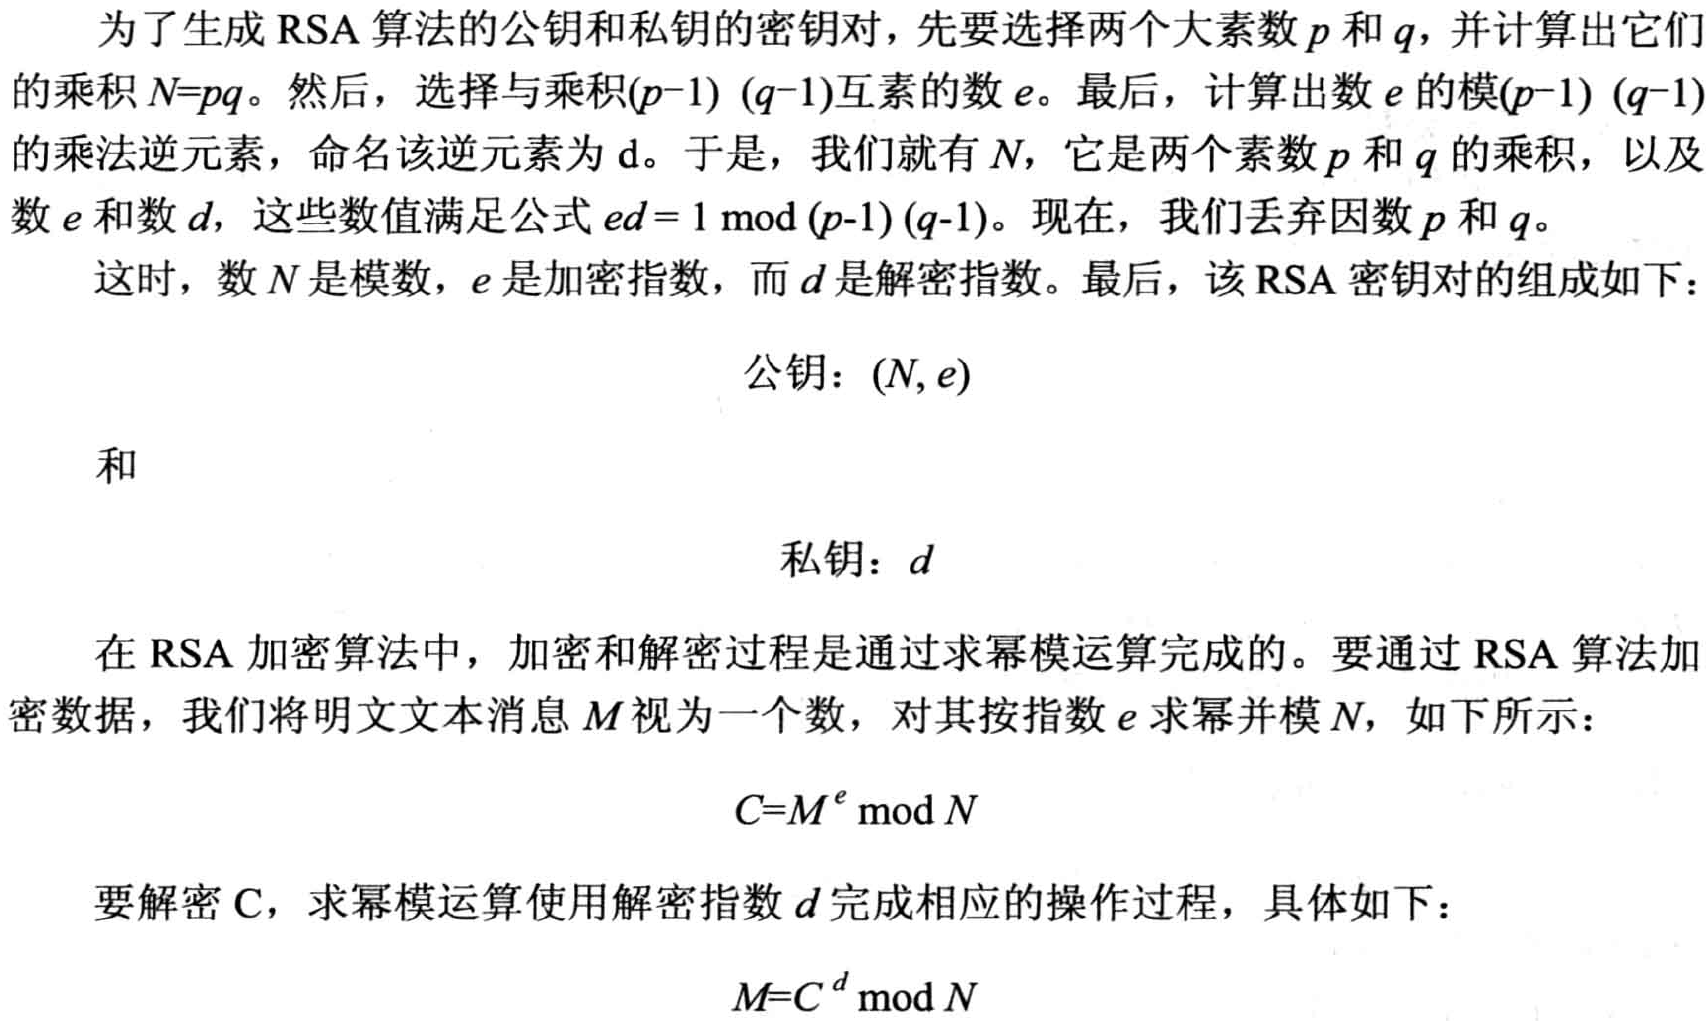 为了生成 RSA 算法的公钥和私钥的密钥对，先要选择两个大素数 p 和 q，并计算出它们
的乘积 N=pq。然后，选择与乘积(p−1) (q−1)互素的数 e。最后，计算出数 e 的模(p−1) (q−1)
的乘法逆元素，命名该逆元素为 d。于是，我们就有 N，它是两个素数 p 和 q 的乘积，以及
数 e 和数 d，这些数值满足公式 ed = 1 mod (p-1) (q-1)。现在，我们丢弃因数 p 和 q。
这时，数 N 是模数，e 是加密指数，而 d 是解密指数。最后，该 RSA 密钥对的组成如下：
公钥：(N, e)
和
私钥：d
在 RSA 加密算法中，加密和解密过程是通过求幂模运算完成的。要通过 RSA 算法加
密数据，我们将明文文本消息 M 视为一个数，对其按指数 e 求幂并模 N，如下所示：
C=M^e mod N
要解密 C，求幂模运算使用解密指数 d 完成相应的操作过程，具体如下：
M=C^d mod N